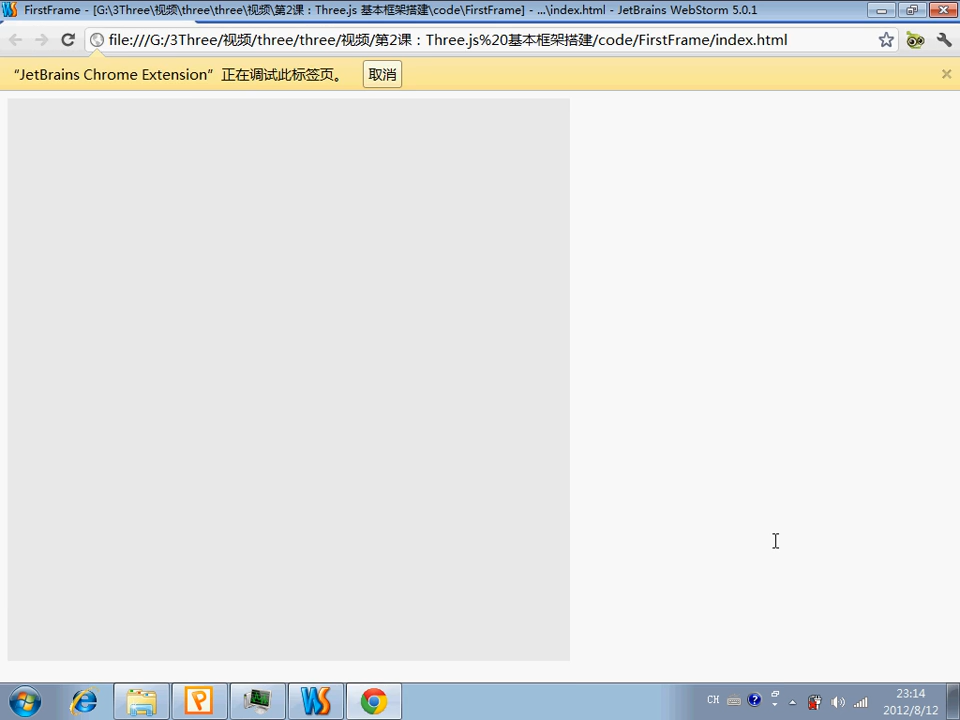 FirstFrame - [G:\3Three\视频\three\three\视频\第2课：Three.js 基本框架搭建\code\FirstFrame] - ...\index.html - JetBrains WebStorm 5.0.1
file:///G:/3Three/视频/three/three/视频/第2课：Three.js%20基本框架搭建/code/FirstFrame/index.html
“JetBrains Chrome Extension”正在调试此标签页。 取消
CH
23:14
2012/8/12